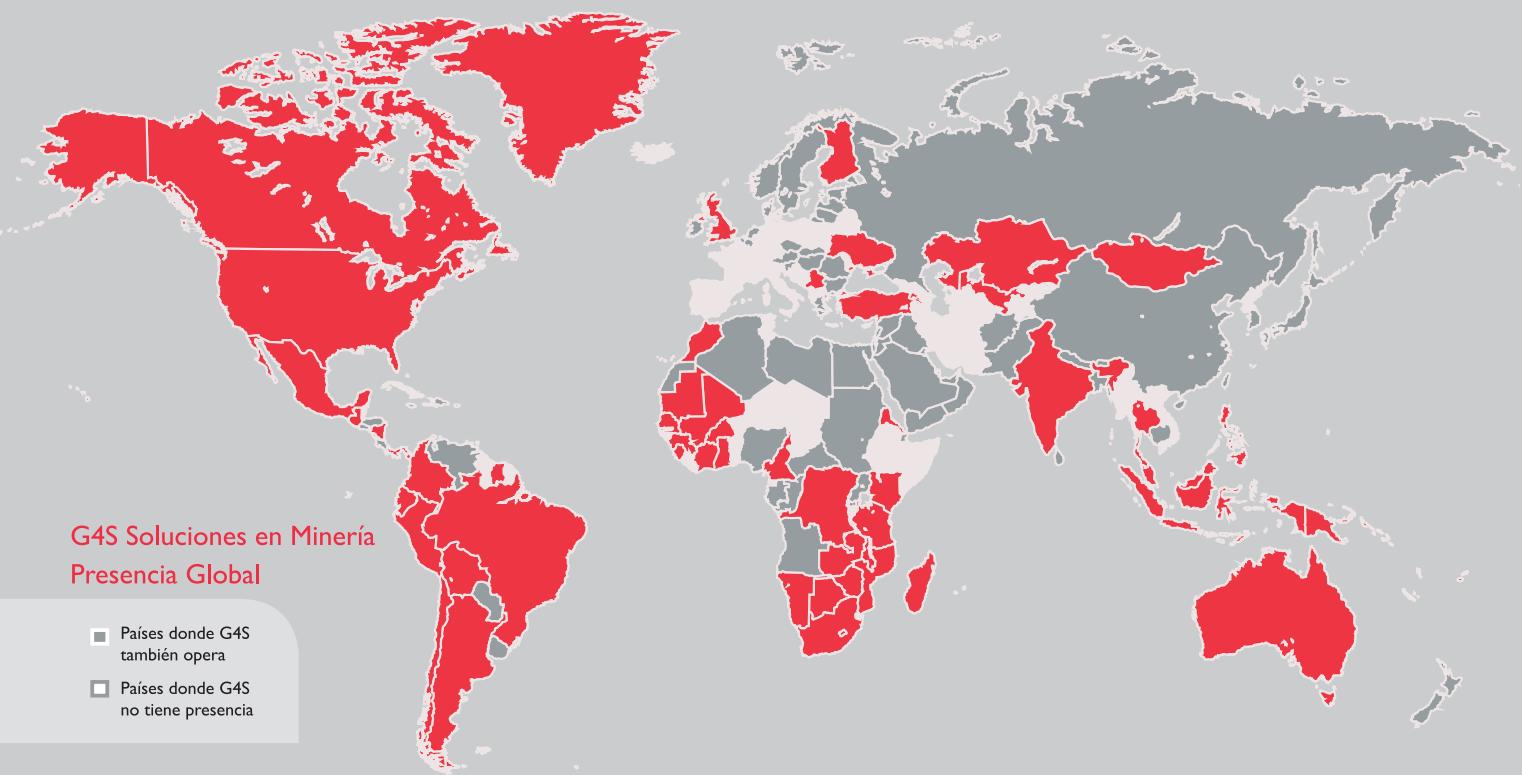 G4S Soluciones en Minería
Presencia Global
Países donde G4S
también opera
Países donde G4S
no tiene presencia